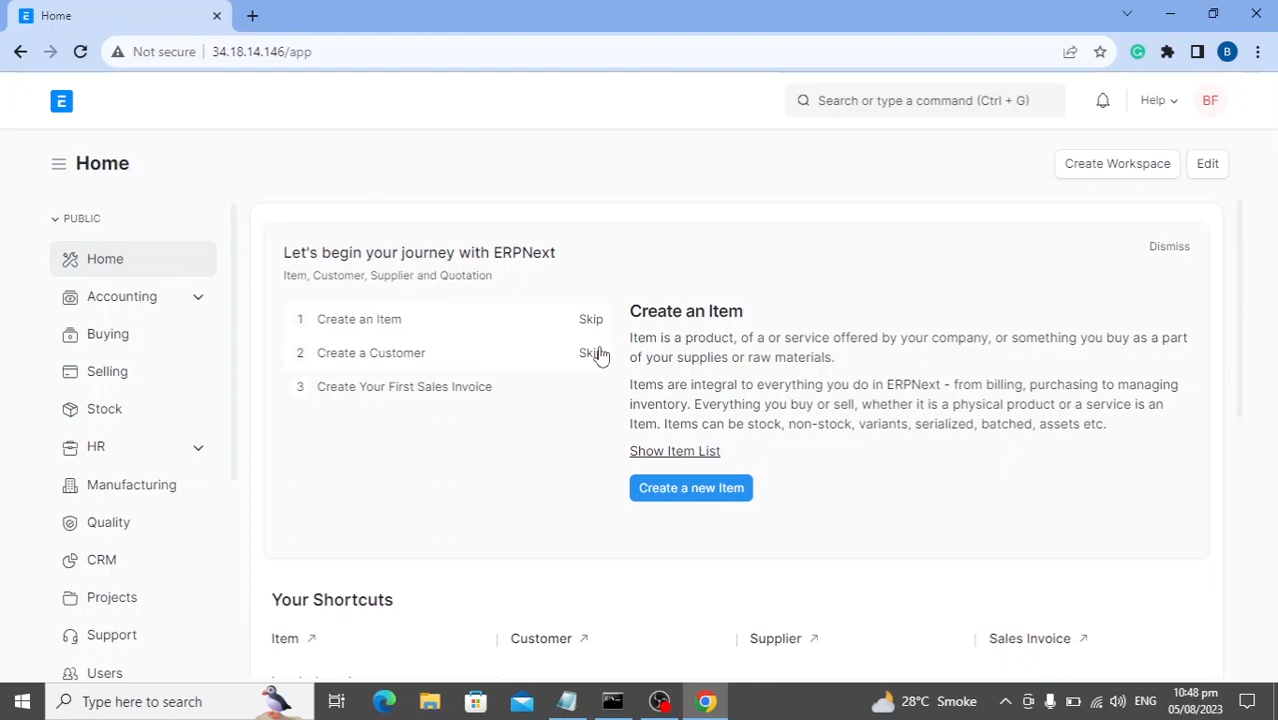 Home
Not secure
34.18.14.146/app
B
E
Search or type a command (Ctrl + G)
Help
BF
Home
Create Workspace
Edit
PUBLIC
Home
Accounting
Buying
Selling
Stock
HR
Manufacturing
Quality
CRM
Projects
Support
Users
Let's begin your journey with ERPNext
Item, Customer, Supplier and Quotation
Dismiss
1 Create an Item Skip
2 Create a Customer
3 Create Your First Sales Invoice
Create an Item
Item is a product, of a or service offered by your company, or something you buy as a part
of your supplies or raw materials.
Items are integral to everything you do in ERPNext - from billing, purchasing to managing
inventory. Everything you buy or sell, whether it is a physical product or a service is an
Item. Items can be stock, non-stock, variants, serialized, batched, assets etc.
Show Item List
Create a new Item
Your Shortcuts
Item
Customer
Supplier
Sales Invoice
Type here to search
28°C Smoke
ENG
10:48 pm
05/08/2023